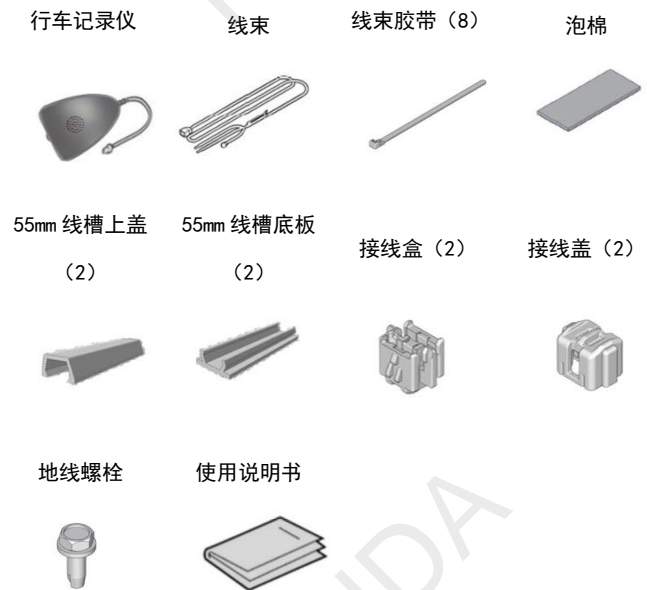 行车记录仪
线束
线束胶带（8）
泡棉
55mm 线槽上盖
（2）
55mm 线槽底板
（2）
接线盒（2）
接线盖（2）
地线螺栓
使用说明书